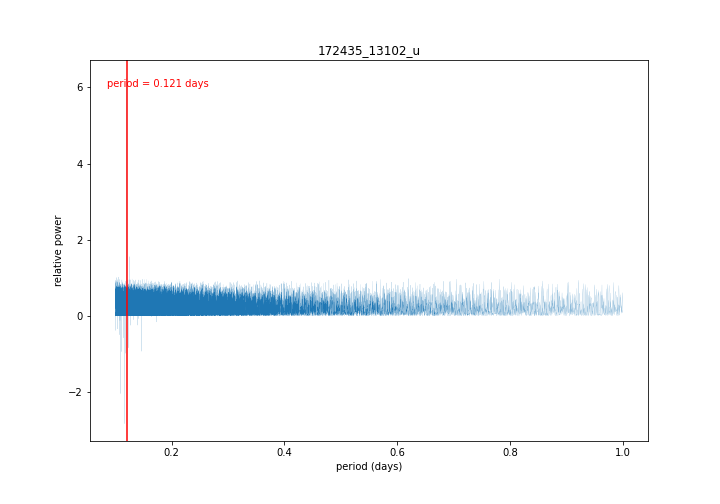 172435_13102_u
period = 0.121 days
relative power
6
4
2
0
−2
0.2 0.4 0.6 0.8 1.0
period (days)